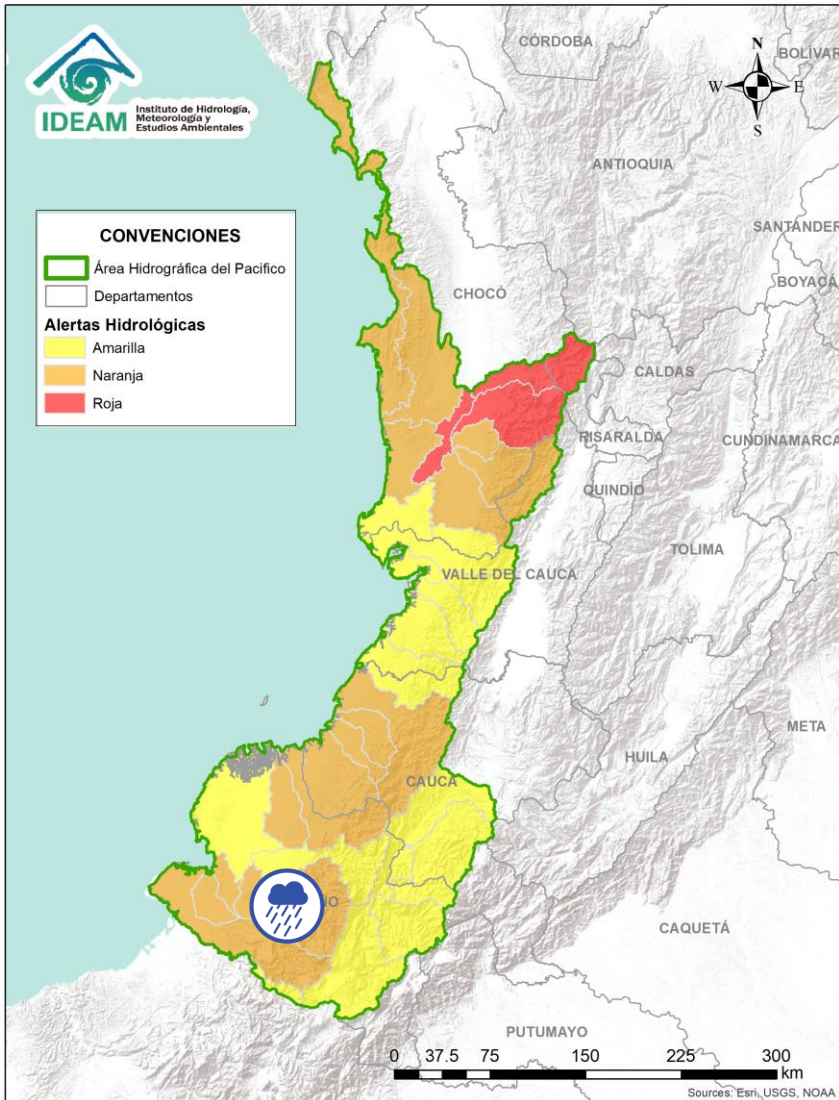 IDEAM
Instituto de Hidrología,
Meteorología y
Estudios Ambientales
CÓRDOBA
BOLÍVAR
N
W
E
S
ANTIOQUIA
SANTANDER
BOYACÁ
CONVENCIONES
Área Hidrográfica del Pacifico
Departamentos
Alertas Hidrológicas
Amarilla
Naranja
Roja
CHOCÓ
CALDAS
RISARALDA
CUNDINAMARCA
QUINDÍO
TOLIMA
VALLE DEL CAUCA
META
HUILA
CAUCA
CAQUETÁ
PUTUMAYO
0 37.5 75 150 225 300
km
Sources: Esri, USGS, NOAA